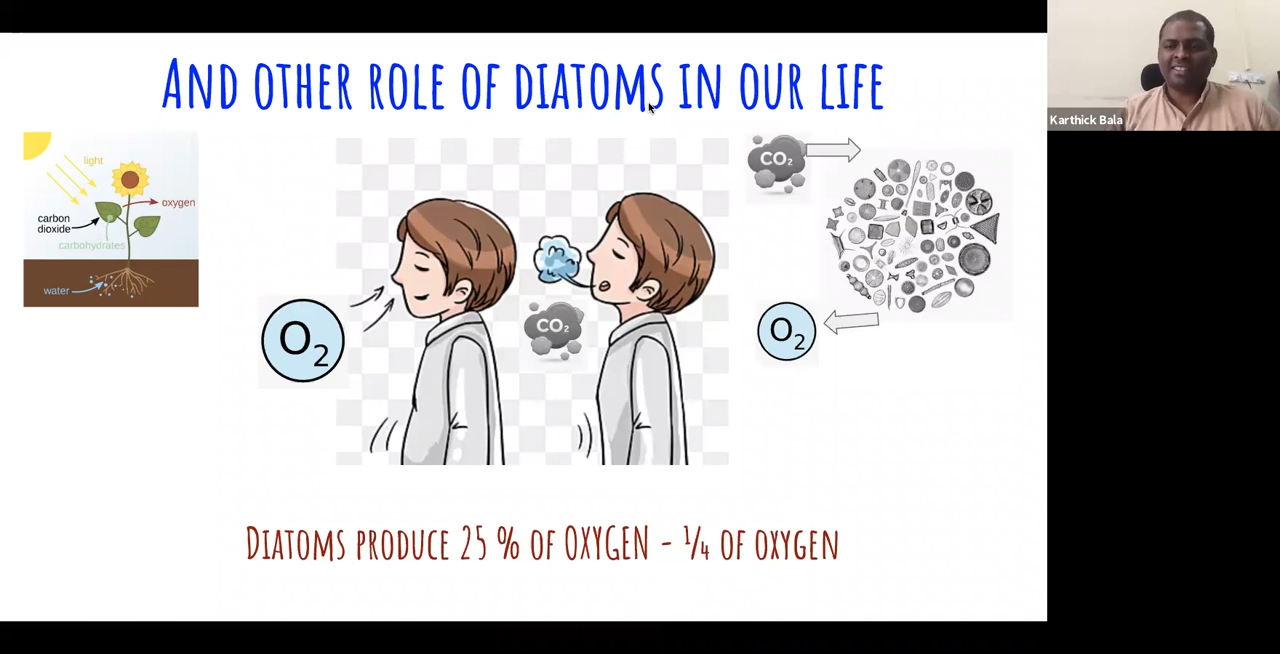 And other role of diatoms in our life
light
oxygen
carbon
dioxide
carbohydrates
water
O2
CO2
CO2
O2
Diatoms produce 25 % of OXYGEN - ¼ of oxygen
Karthick Bala